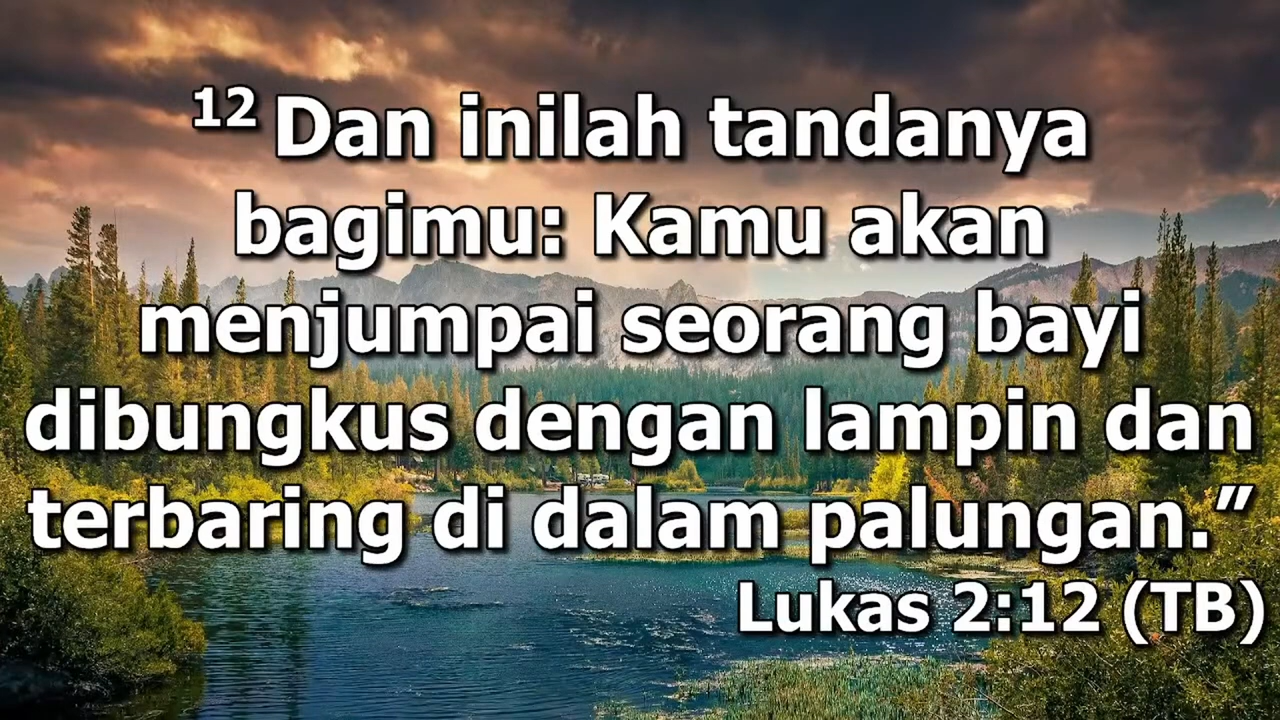 12 Dan inilah tandanya
bagimu: Kamu akan
menjumpai seorang bayi
dibungkus dengan lampin dan
terbaring di dalam palungan.”
Lukas 2:12 (TB)